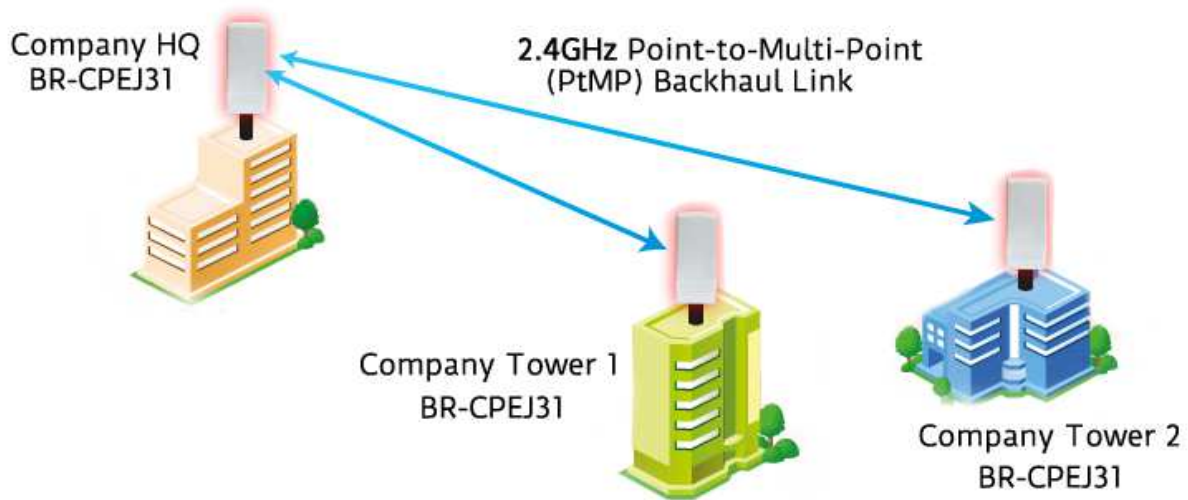 Company HQ
BR-CPEJ31
2.4GHz Point-to-Multi-Point
(PtMP) Backhaul Link
Company Tower 1
BR-CPEJ31
Company Tower 2
BR-CPEJ31